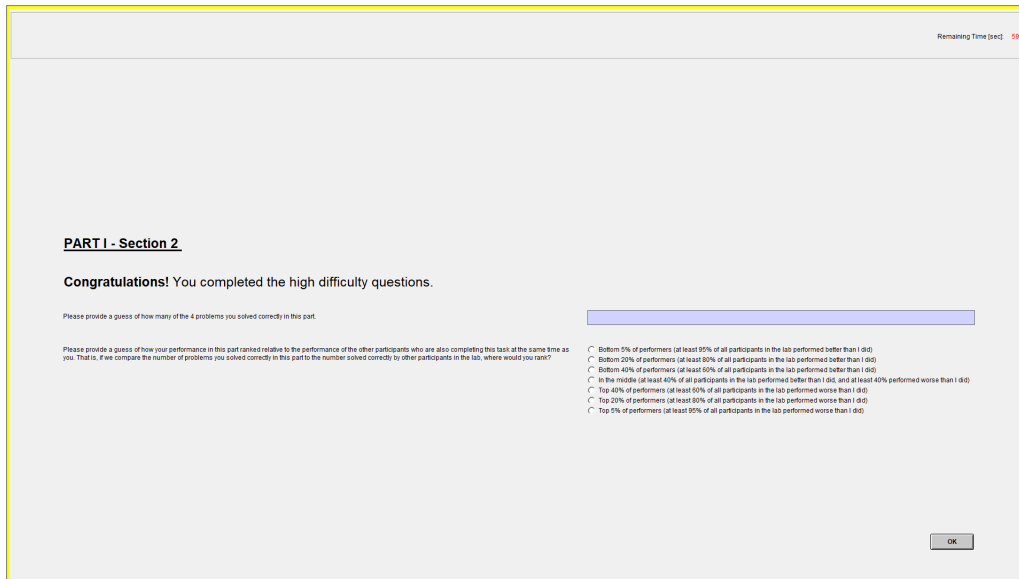 Remaining Time [sec]: 59
PART I - Section 2
Congratulations! You completed the high difficulty questions.
Please provide a guess of how many of the 4 problems you solved correctly in this part.
Please provide a guess of how your performance in this part ranked relative to the performance of the other participants who are also completing this task at the same time as
you. That is, if we compare the number of problems you solved correctly in this part to the number solved correctly by other participants in the lab, where would you rank?
Bottom 5% of performers (at least 95% of all participants in the lab performed better than I did)
Bottom 20% of performers (at least 80% of all participants in the lab performed better than I did)
Bottom 40% of performers (at least 60% of all participants in the lab performed better than I did)
In the middle (at least 40% of all participants in the lab performed better than I did, and at least 40% performed worse than I did)
Top 40% of performers (at least 60% of all participants in the lab performed worse than I did)
Top 20% of performers (at least 80% of all participants in the lab performed worse than I did)
Top 5% of performers (at least 95% of all participants in the lab performed worse than I did)
OK